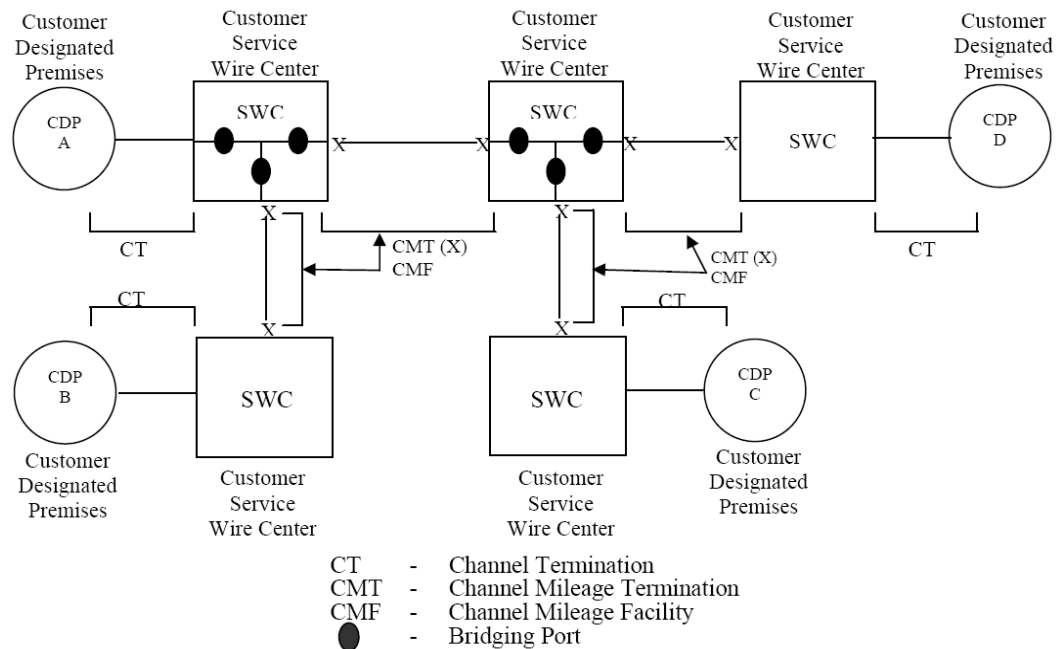 Customer
Designated
Premises
Customer
Service
Wire Center
Customer
Service
Wire Center
Customer
Service
Wire Center
Customer
Designated
Premises
CDP
A
SWC
X
X
SWC
X
X
SWC
CDP
D
X
X
CT
CMT (X)
CMF
CMT (X)
CMF
CT
CT
CT
X
X
CDP
B
SWC
SWC
CDP
C
Customer
Designated
Premises
Customer
Service
Wire Center
Customer
Service
Wire Center
Customer
Designated
Premises
CT - Channel Termination
CMT - Channel Mileage Termination
CMF - Channel Mileage Facility
- Bridging Port